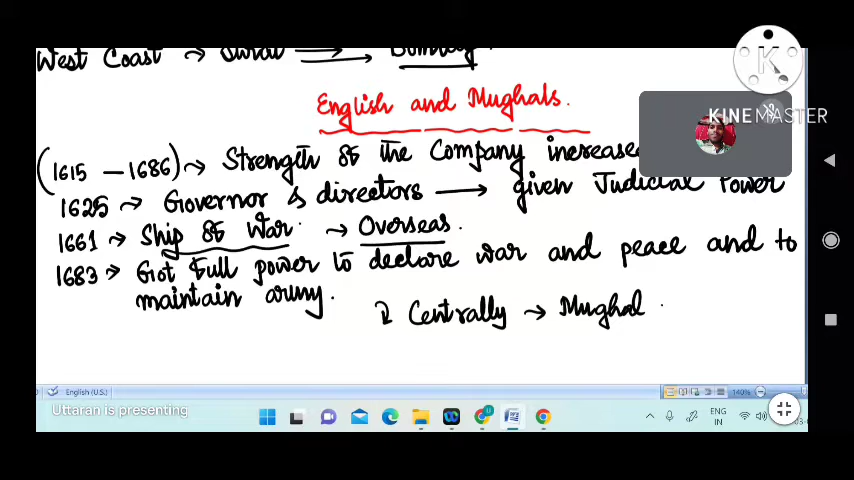 West Coast → Surat → Bombay
English and Mughals.
KINEMASTER
(1615 – 1686) → Strength of the Company increase
1625 → Governor & directors → given Judicial Power
1661 → Ship of War → Overseas.
1683 → Got full power to declare war and peace and to
maintain army.
↳ Centrally → Mughal
English (U.S.)
140%
Uttaran is presenting
ENG
IN